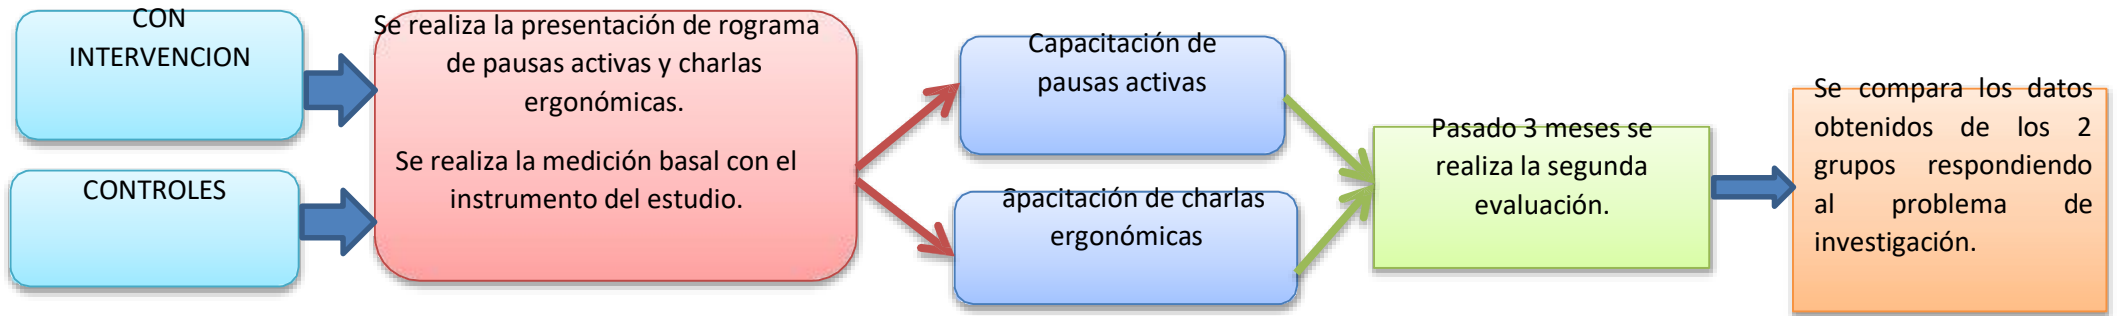 CON
INTERVENCION
CONTROLES
Se realiza la presentación de rograma
de pausas activas y charlas
ergonómicas.
Se realiza la medición basal con el
instrumento del estudio.
Capacitación de
pausas activas
apacitación de charlas
ergonómicas
Pasado 3 meses se
realiza la segunda
evaluación.
Se compara los datos
obtenidos de los 2
grupos respondiendo
al problema de
investigación.